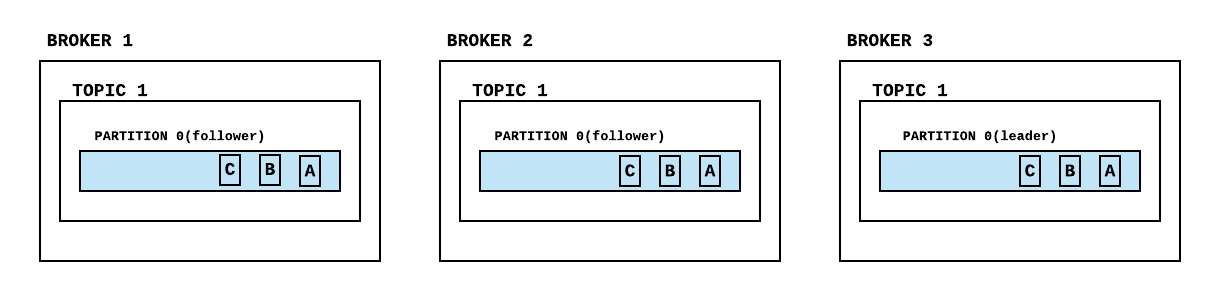 BROKER 1
TOPIC 1
PARTITION 0(follower)
C B A
BROKER 2
TOPIC 1
PARTITION 0(follower)
C B A
BROKER 3
TOPIC 1
PARTITION 0(leader)
C B A